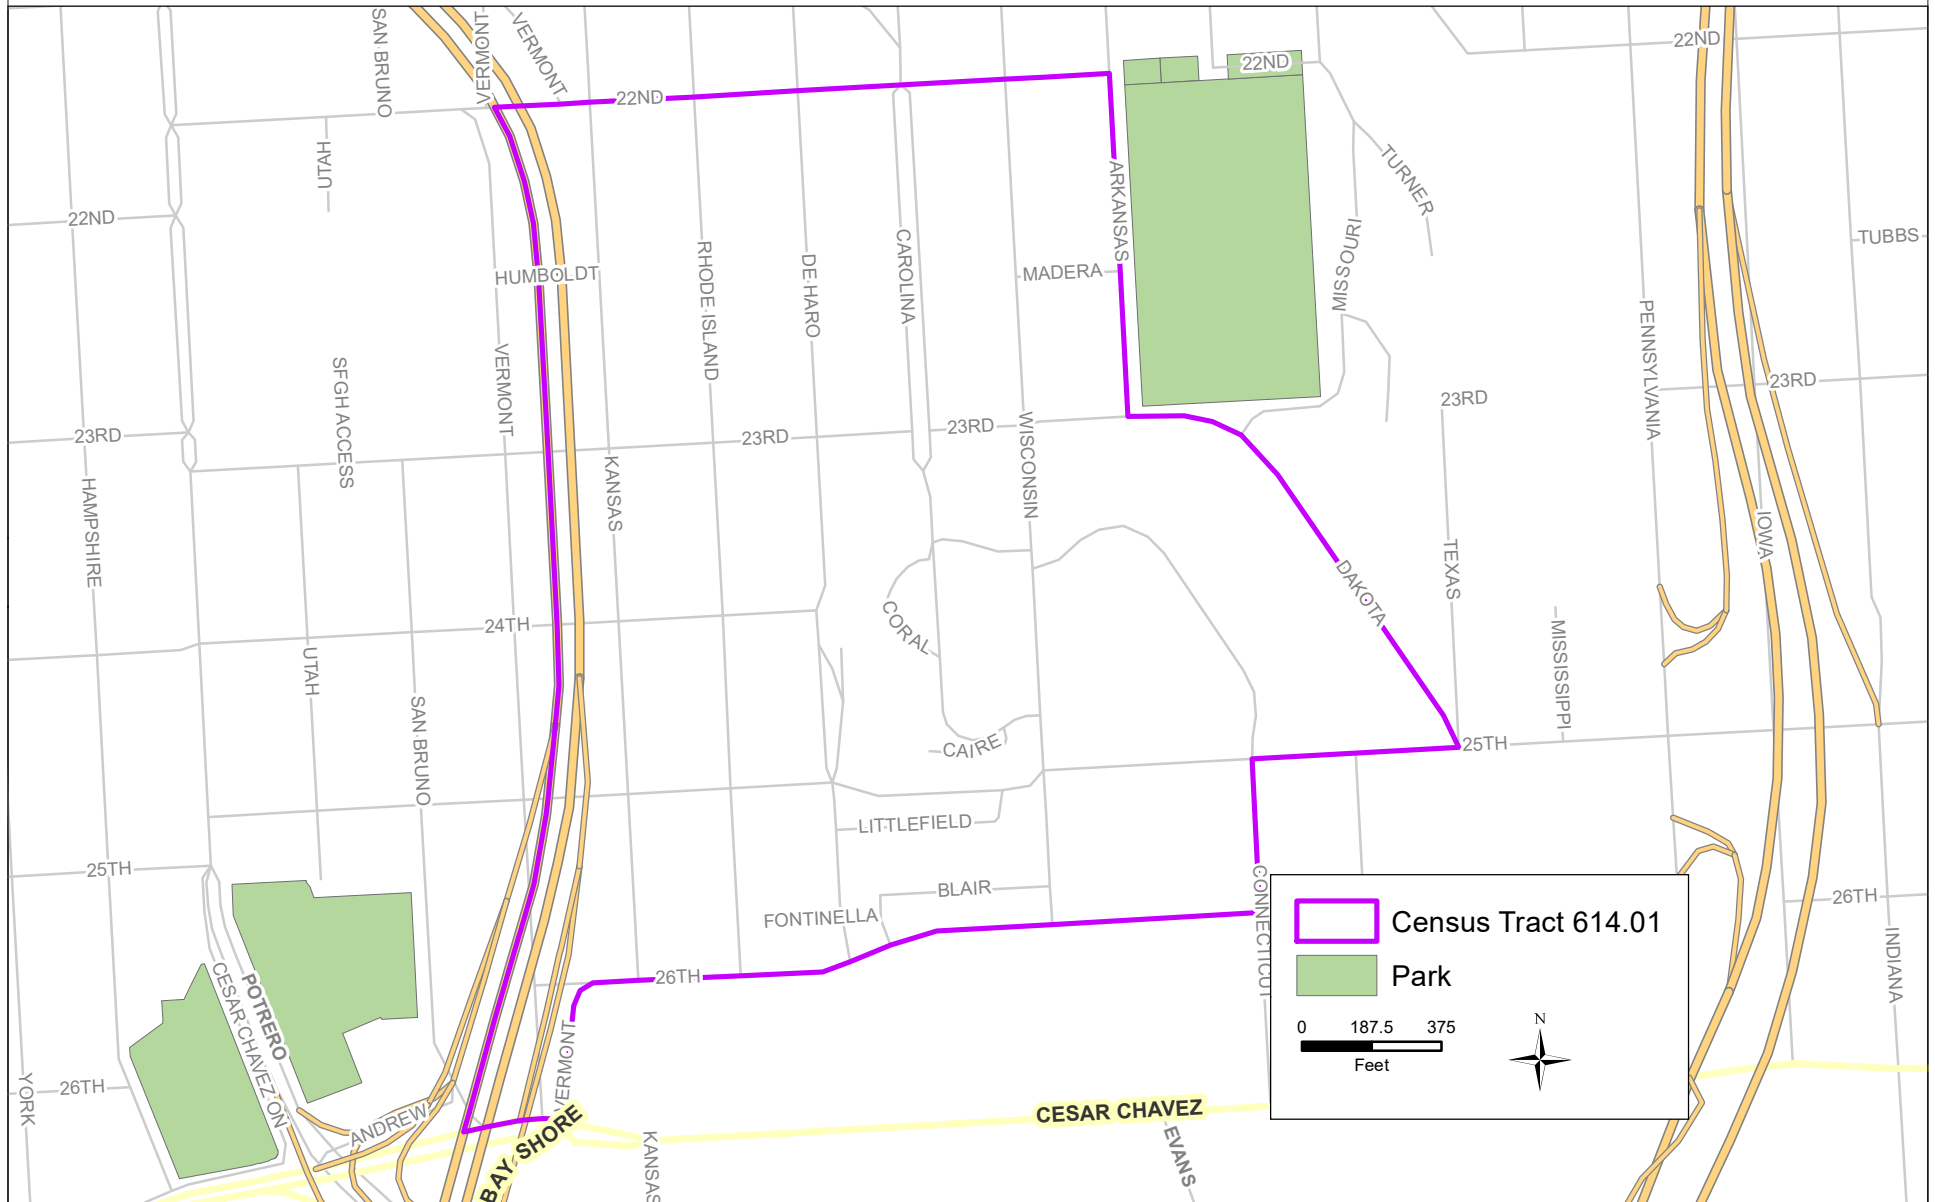 SAN BRUNO
VERMONT
VERMONT
22ND
22ND
22ND
UTAH
ARKANSAS
TURNER
22ND
HUMBOLDT
RHODE ISLAND
DE HARO
CAROLINA
MADERA
MISSOURI
TUBBS
PENNSYLVANIA
SFGH ACCESS
VERMONT
23RD
23RD
23RD
23RD
WISCONSIN
23RD
HAMPSHIRE
KANSAS
IOWA
TEXAS
DAKOTA
24TH
CORAL
MISSISSIPPI
UTAH
SAN BRUNO
CAIRE
25TH
LITTLEFIELD
25TH
BLAIR
FONTINELLA
CONNECTICUT
26TH
INDIANA
26TH
POTRERO
CESAR CHAVEZ ON
VERMONT
YORK
26TH
ANDREW
BAY SHORE
KANSAS
CESAR CHAVEZ
EVANS
Census Tract 614.01
Park
0 187.5 375
Feet
N